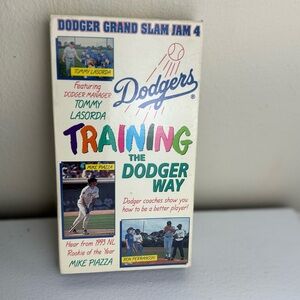 DODGER GRAND SLAM JAM 4
TOMMY LASORDA
Featuring
DODGER MANAGER
TOMMY
LASORDA
Dodgers®
TRAINING
THE
DODGER
WAY
MIKE PIAZZA
Dodger coaches show you
how to be a better player!
Hear from 1993 NL
Rookie of the Year
MIKE PIAZZA
RON PERRANOSKI